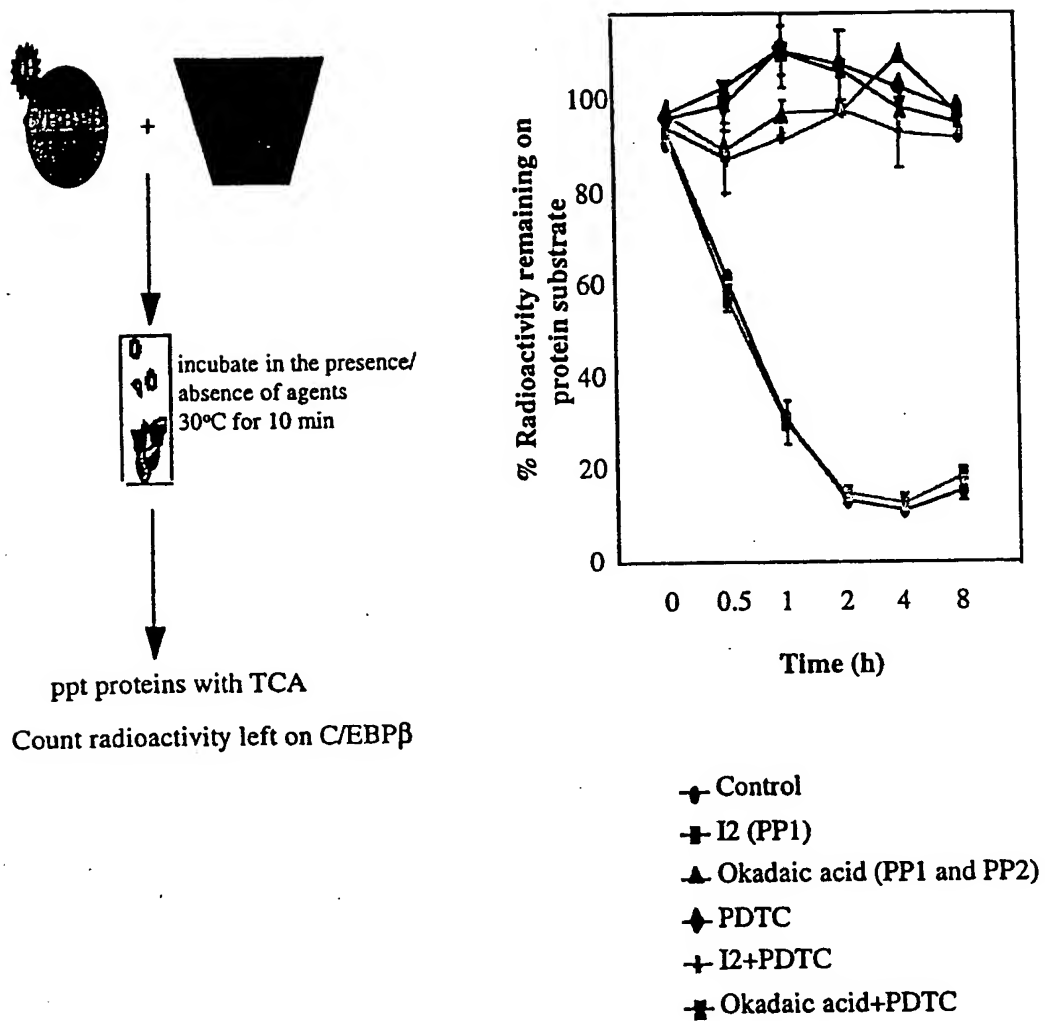 +
incubate in the presence/
absence of agents
30ºC for 10 min
ppt proteins with TCA
Count radioactivity left on C/EBPβ
% Radioactivity remaining on
protein substrate
100
80
60
40
20
0
0 0.5 1 2 4 8
Time (h)
Control
I2 (PP1)
Okadaic acid (PP1 and PP2)
PDTC
I2+PDTC
Okadaic acid+PDTC